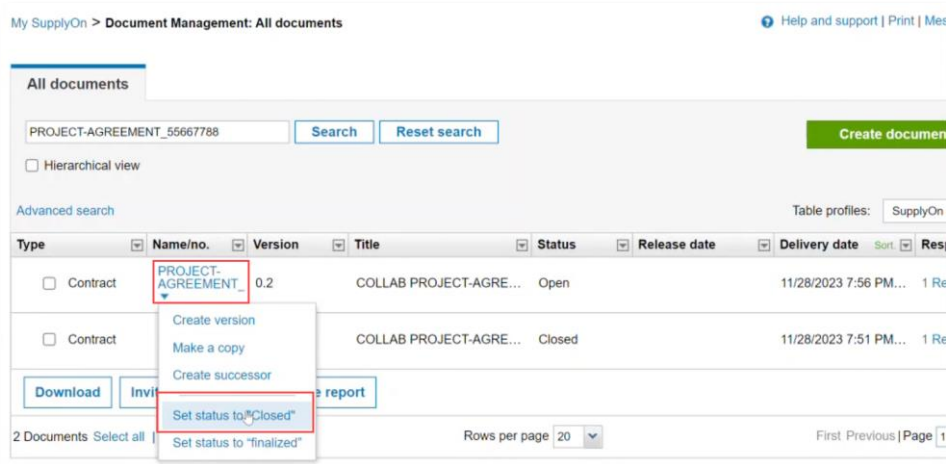 My SupplyOn > Document Management: All documents
Help and support | Print | Mes
All documents
PROJECT-AGREEMENT_55667788 Search Reset search
Create documen
Hierarchical view
Advanced search
Table profiles: SupplyOn
Type Name/no. Version Title Status Release date Delivery date Sort. Resp
Contract PROJECT-
AGREEMENT_ 0.2 COLLAB PROJECT-AGRE... Open 11/28/2023 7:56 PM... 1 Re
Create version
Contract COLLAB PROJECT-AGRE... Closed 11/28/2023 7:51 PM... 1 Re
Make a copy
Create successor
Download Invit e report
Set status to "Closed"
2 Documents Select all | Rows per page 20 First Previous | Page 1
Set status to "finalized"